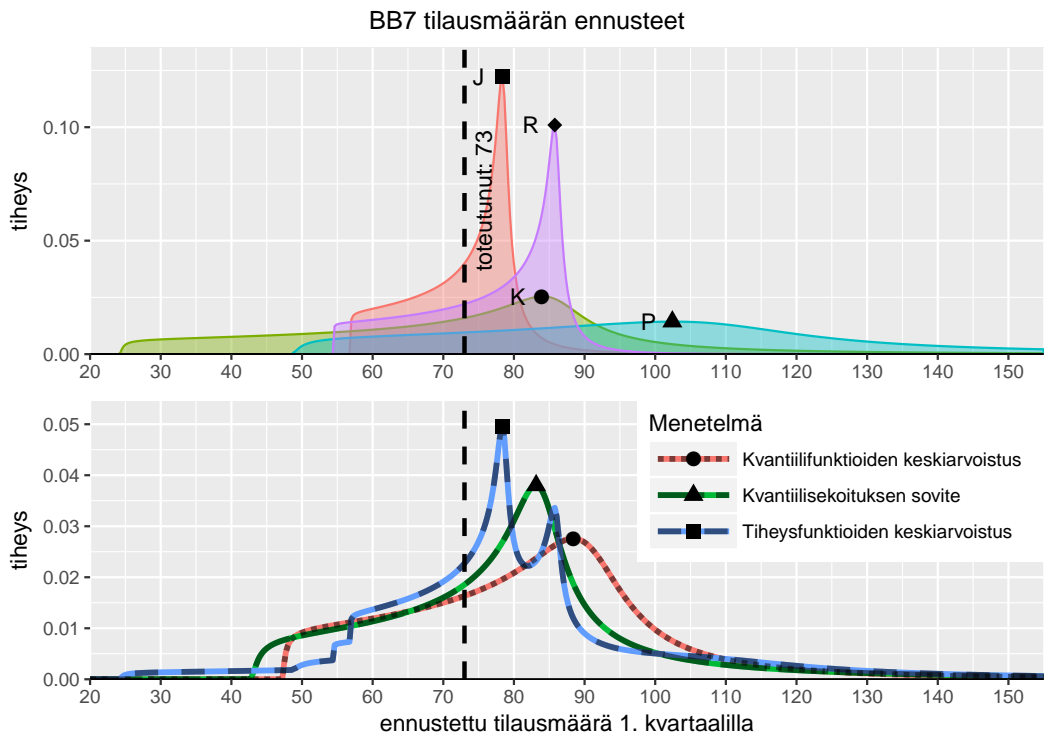 BB7 tilausmäärän ennusteet
tiheys
0.10
0.05
0.00
J
R
K
P
toteutunut: 73
20 30 40 50 60 70 80 90 100 110 120 130 140 150
tiheys
0.05
0.04
0.03
0.02
0.01
0.00
Menetelmä
Kvantiilifunktioiden keskiarvoistus
Kvantiilisekoituksen sovite
Tiheysfunktioiden keskiarvoistus
20 30 40 50 60 70 80 90 100 110 120 130 140 150
ennustettu tilausmäärä 1. kvartaalilla